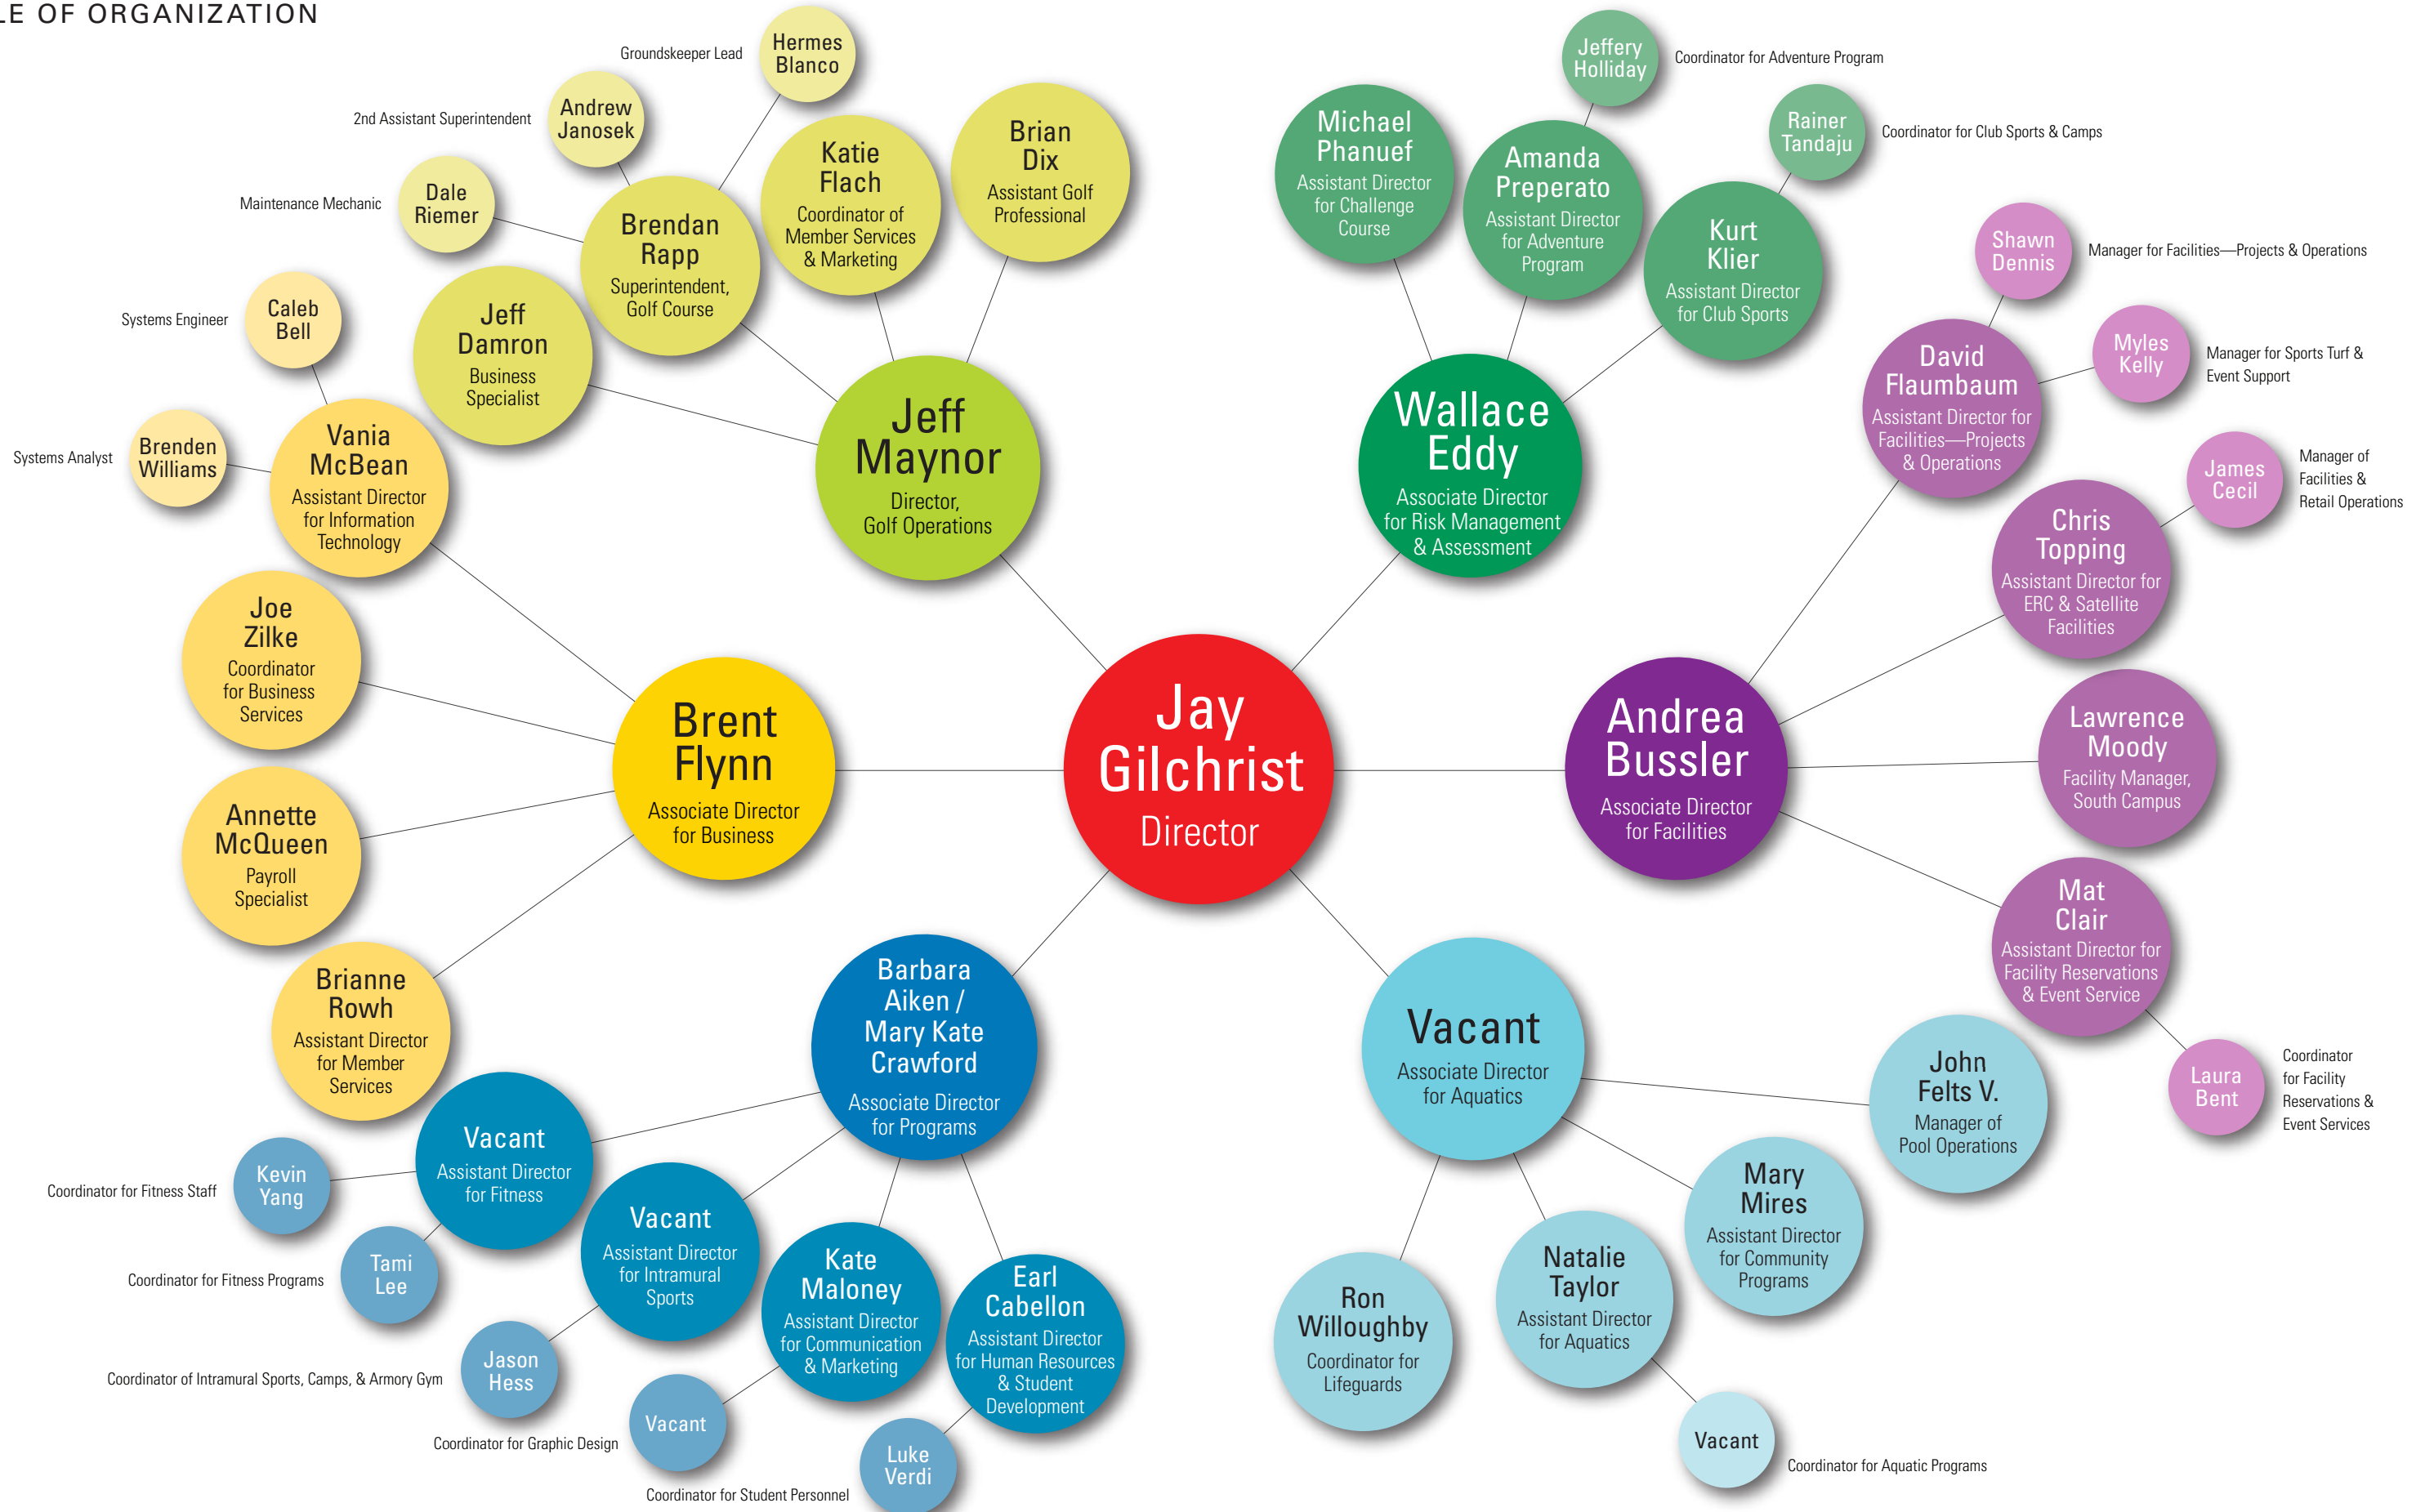 LE OF ORGANIZATION
Hermes
Blanco
Groundskeeper Lead
Andrew
Janosek
2nd Assistant Superintendent
Dale
Riemer
Maintenance Mechanic
Brendan
Rapp
Superintendent,
Golf Course
Katie
Flach
Coordinator of
Member Services
& Marketing
Brian
Dix
Assistant Golf
Professional
Jeff
Damron
Business
Specialist
Jeff
Maynor
Director,
Golf Operations
Caleb
Bell
Systems Engineer
Brenden
Williams
Systems Analyst
Vania
McBean
Assistant Director
for Information
Technology
Joe
Zilke
Coordinator
for Business
Services
Annette
McQueen
Payroll
Specialist
Brianne
Rowh
Assistant Director
for Member
Services
Brent
Flynn
Associate Director
for Business
Jay
Gilchrist
Director
Jeffery
Holliday
Coordinator for Adventure Program
Rainer
Tandaju
Coordinator for Club Sports & Camps
Michael
Phanuef
Assistant Director
for Challenge
Course
Amanda
Preperato
Assistant Director
for Adventure
Program
Kurt
Klier
Assistant Director
for Club Sports
Wallace
Eddy
Associate Director
for Risk Management
& Assessment
Shawn
Dennis
Manager for Facilities—Projects & Operations
Myles
Kelly
Manager for Sports Turf &
Event Support
David
Flaumbaum
Assistant Director for
Facilities—Projects
& Operations
James
Cecil
Manager of
Facilities &
Retail Operations
Chris
Topping
Assistant Director for
ERC & Satellite
Facilities
Lawrence
Moody
Facility Manager,
South Campus
Andrea
Bussler
Associate Director
for Facilities
Mat
Clair
Assistant Director for
Facility Reservations
& Event Service
Laura
Bent
Coordinator
for Facility
Reservations &
Event Services
Barbara
Aiken /
Mary Kate
Crawford
Associate Director
for Programs
Vacant
Assistant Director
for Fitness
Kevin
Yang
Coordinator for Fitness Staff
Tami
Lee
Coordinator for Fitness Programs
Vacant
Assistant Director
for Intramural
Sports
Jason
Hess
Coordinator of Intramural Sports, Camps, & Armory Gym
Kate
Maloney
Assistant Director
for Communication
& Marketing
Vacant
Coordinator for Graphic Design
Earl
Cabellon
Assistant Director
for Human Resources
& Student
Development
Luke
Verdi
Coordinator for Student Personnel
Vacant
Associate Director
for Aquatics
John
Felts V.
Manager of
Pool Operations
Mary
Mires
Assistant Director
for Community
Programs
Natalie
Taylor
Assistant Director
for Aquatics
Ron
Willoughby
Coordinator for
Lifeguards
Vacant
Coordinator for Aquatic Programs